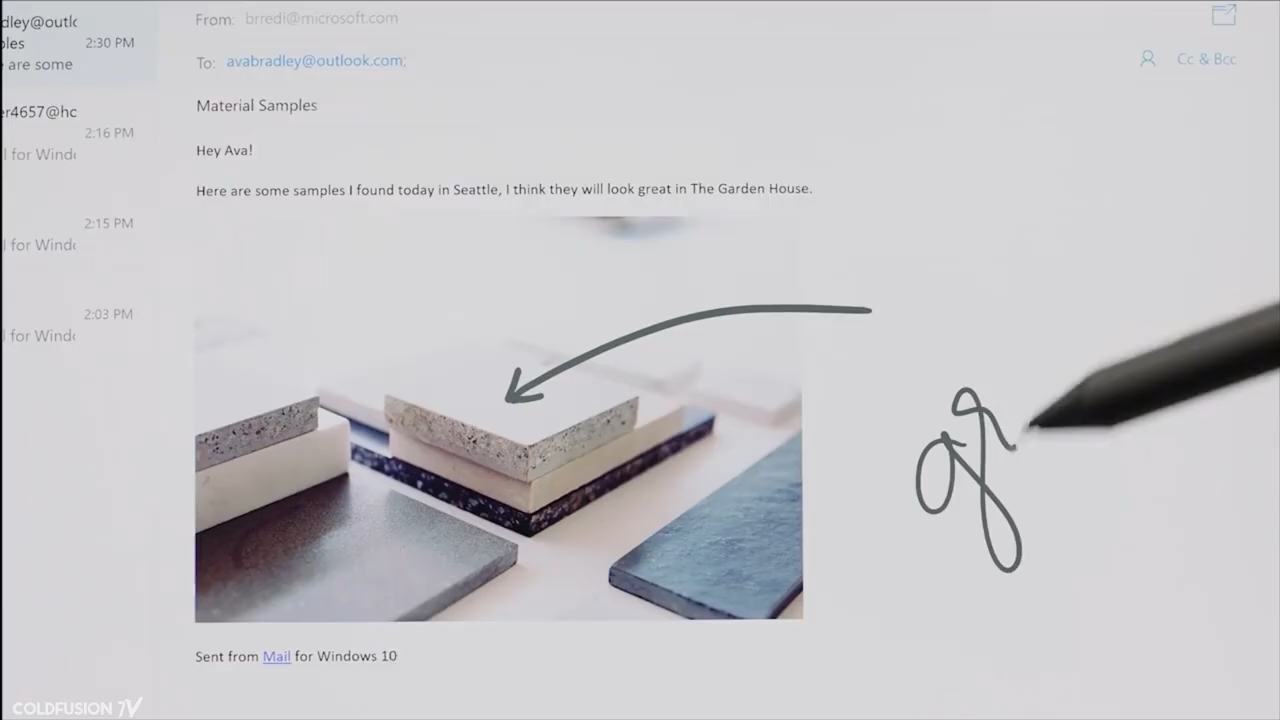 dley@outlc
ples
2:30 PM
e are some
er4657@hc
2:16 PM
l for Windo
2:15 PM
l for Windo
2:03 PM
l for Windo
From: brredi@microsoft.com
To: avabradley@outlook.com;
Cc & Bcc
Material Samples
Hey Ava!
Here are some samples I found today in Seattle, I think they will look great in The Garden House.
Sent from Mail for Windows 10
COLDFUSION TV